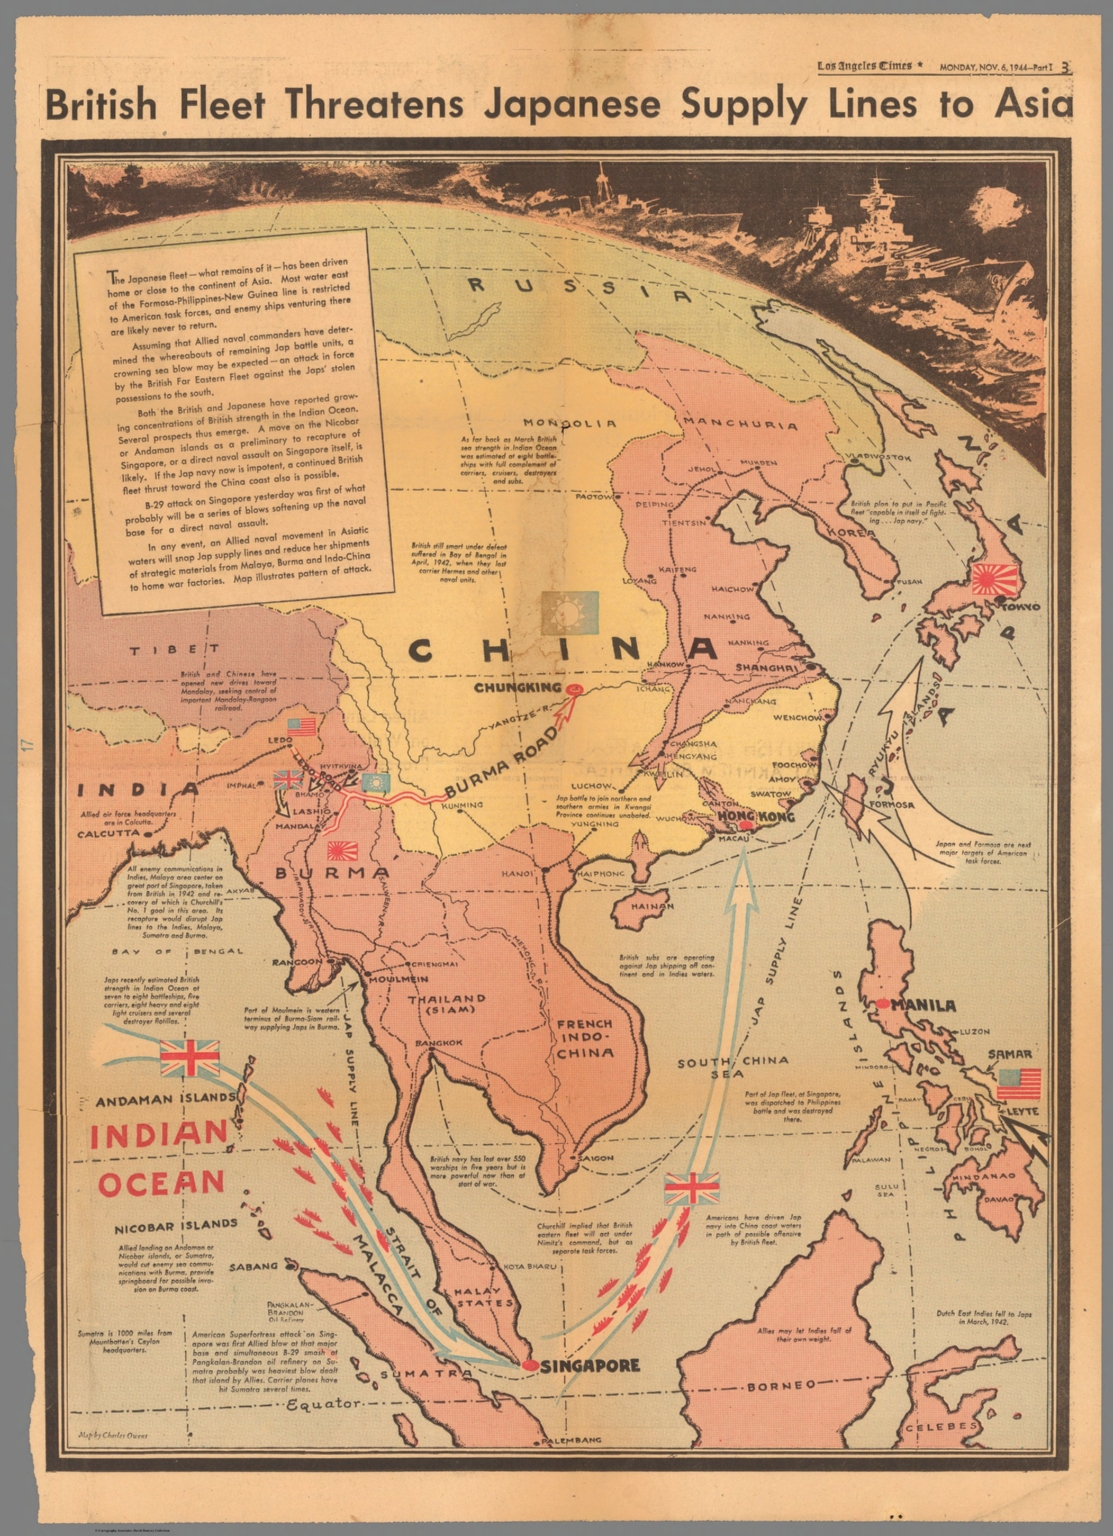 Los Angeles Times * MONDAY, NOV. 6, 1944—Part I 3
British Fleet Threatens Japanese Supply Lines to Asia
The Japanese fleet—what remains of it—has been driven
home or close to the continent of Asia. Most water east
of the Formosa-Philippines-New Guinea line is restricted
to American task forces, and enemy ships venturing there
are likely never to return.
Assuming that Allied naval commanders have deter-
mined the whereabouts of remaining Jap battle units, a
crowning sea blow may be expected—an attack in force
by the British Far Eastern Fleet against the Japs' stolen
possessions to the south.
Both the British and Japanese have reported grow-
ing concentrations of British strength in the Indian Ocean.
Several prospects thus emerge. A move on the Nicobar
or Andaman islands as a preliminary to recapture of
Singapore, or a direct naval assault on Singapore itself, is
likely. If the Jap navy now is impotent, a continued British
fleet thrust toward the China coast also is possible.
B-29 attack on Singapore yesterday was first of what
probably will be a series of blows softening up the naval
base for a direct naval assault.
In any event, an Allied naval movement in Asiatic
waters will snap Jap supply lines and reduce her shipments
of strategic materials from Malaya, Burma and Indo-China
to home war factories. Map illustrates pattern of attack.
RUSSIA
MONGOLIA
MANCHURIA
As far back as March British
sea strength in Indian Ocean
was estimated at eight battle-
ships with full complement of
carriers, cruisers, destroyers
and subs.
JEHOL
MUKDEN
VLADIVOSTOK
PAOTOW
PEIPING
TIENTSIN
British plan to put in Pacific
fleet "capable in itself of fight-
ing . . . . Jap navy."
KOREA
FUSAN
JAPAN
TOKYO
British still smart under defeat
suffered in Bay of Bengal in
April, 1942, when they lost
carrier Hermes and other
naval units.
LOYANG
KAIFENG
HAICHOW
NANKING
NANKING
CHINA
TIBET
HANKOW
SHANGHAI
British and Chinese have
opened new drives toward
Mandalay, seeking control of
important Mandalay-Rangoon
railroad.
CHUNGKING
ICHANG
NANCHANG
WENCHOW
YANGTZE-R.
RYUKYU ISLANDS
LEDO
LEDO ROAD
MYITKYINA
BURMA ROAD
CHANGSHA
HENGYANG
KWEILIN
FOOCHOW
AMOY
SWATOW
FORMOSA
INDIA
IMPHAL
BHAMO
LASHIO
MANDALAY
KUNMING
LUCHOW
Jap battle to join northern and
southern armies in Kwangsi
Province continues unabated.
YUNGNING
WUCHOW
CANTON
HONG KONG
MACAU
Allied air force headquarters
are in Calcutta.
CALCUTTA
Japan and Formosa are next
major targets of American
task forces.
BURMA
HANOI
HAIPHONG
HAINAN
All enemy communications in
Indies, Malaya area center on
great port of Singapore, taken
from British in 1942 and re-
covery of which is Churchill's
No. 1 goal in this area. Its
recapture would disrupt Jap
lines to the Indies, Malaya,
Sumatra and Burma.
AKYAB
IRRAWADDY R.
SALWEEN R.
MEKONG R.
BAY OF BENGAL
RANGOON
CHIENGMAI
MOULMEIN
British subs are operating
against Jap shipping off con-
tinent and in Indies waters.
JAP SUPPLY LINE
Japs recently estimated British
strength in Indian Ocean at
seven to eight battleships, five
carriers, eight heavy and eight
light cruisers and several
destroyer flotillas.
Port of Moulmein is western
terminus of Burma-Siam rail-
way supplying Japs in Burma.
JAP SUPPLY LINE
THAILAND
(SIAM)
BANGKOK
FRENCH
INDO-
CHINA
SOUTH CHINA
SEA
PHILIPPINE ISLANDS
MANILA
LUZON
MINDORO
SAMAR
LEYTE
PANAY
CEBU
NEGROS
BOHOL
PALAWAN
SULU
SEA
MINDANAO
DAVAO
Part of Jap fleet, at Singapore,
was dispatched to Philippines
battle and was destroyed
there.
ANDAMAN ISLANDS
INDIAN
OCEAN
SAIGON
British navy has lost over 550
warships in five years but is
more powerful now than at
start of war.
NICOBAR ISLANDS
Churchill implied that British
eastern fleet will act under
Nimitz's command, but as
separate task forces.
Americans have driven Jap
navy into China coast waters
in path of possible offensive
by British fleet.
Allied landing on Andaman or
Nicobar islands, or Sumatra,
would cut enemy sea commu-
nications with Burma, provide
springboard for possible inva-
sion on Burma coast.
SABANG
STRAIT OF
MALACCA
KOTA BHARU
MALAY
STATES
PANGKALAN-
BRANDON
Oil Refinery
Sumatra is 1000 miles from
Mountbatten's Ceylon
headquarters.
American Superfortress attack on Sing-
apore was first Allied blow at that major
base and simultaneous B-29 smash at
Pangkalan-Brandon oil refinery on Su-
matra probably was heaviest blow dealt
that island by Allies. Carrier planes have
hit Sumatra several times.
Dutch East Indies fell to Japs
in March, 1942.
Allies may let Indies fall of
their own weight.
SINGAPORE
SUMATRA
BORNEO
CELEBES
Equator
PALEMBANG
Map by Charles Owens